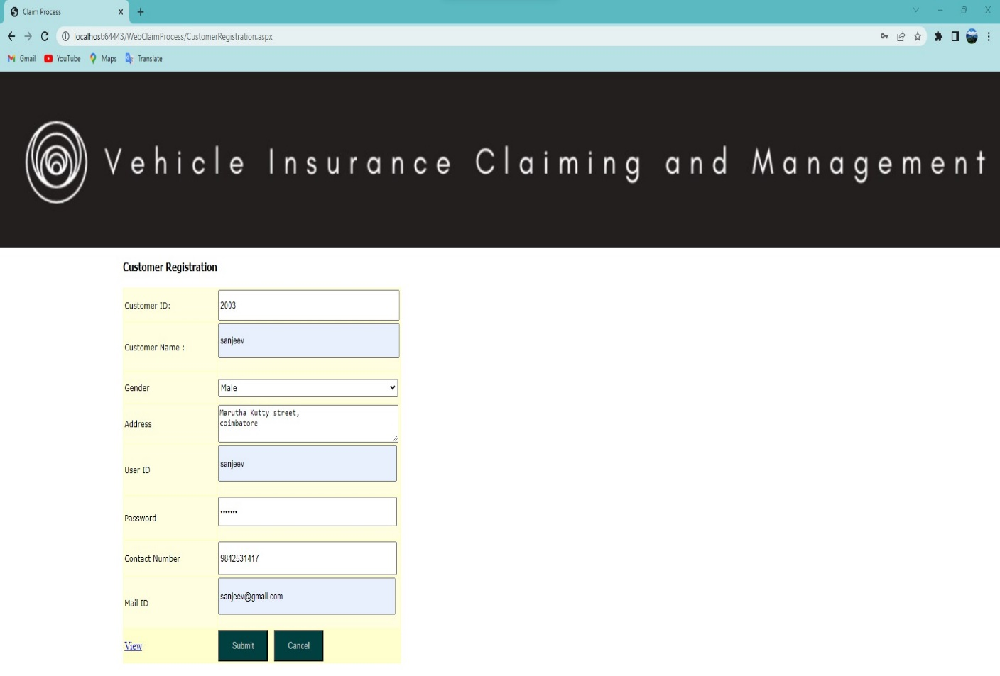 Claim Process
localhost:64443/WebClaimProcess/CustomerRegistration.aspx
Gmail YouTube Maps Translate
Vehicle Insurance Claiming and Management
Customer Registration
Customer ID: 2003
Customer Name : sanjeev
Gender Male
Address Marutha Kutty street,
coimbatore
User ID sanjeev
Password •••••••
Contact Number 9842531417
Mail ID sanjeev@gmail.com
View Submit Cancel